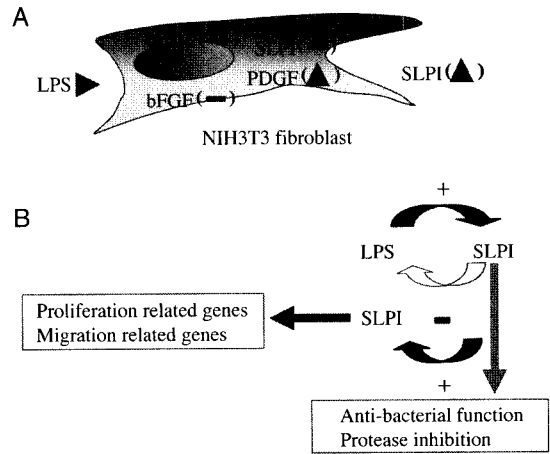 A
SLPI
LPS
PDGF(▲)
SLPI(▲)
bFGF(-)
NIH3T3 fibroblast
B
+
LPS
SLPI
Proliferation related genes
Migration related genes
SLPI
-
+
Anti-bacterial function
Protease inhibition